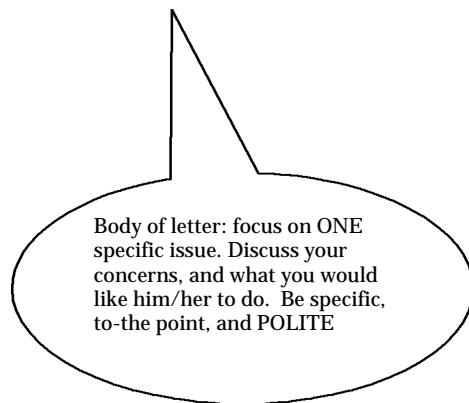 Body of letter: focus on ONE
specific issue. Discuss your
concerns, and what you would
like him/her to do.  Be specific,
to-the point, and POLITE